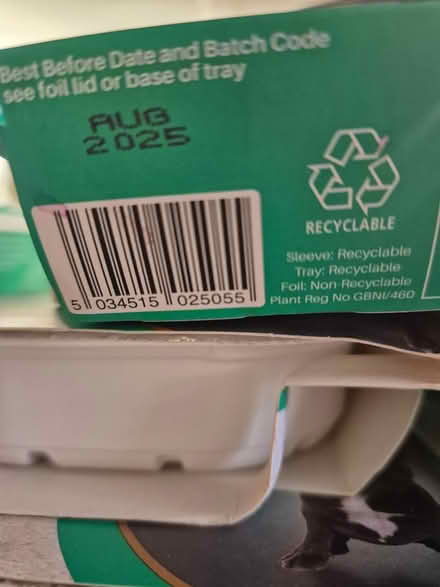 Best Before Date and Batch Code
see foil lid or base of tray
AUG
2025
RECYCLABLE
Sleeve: Recyclable
Tray: Recyclable
Foil: Non-Recyclable
Plant Reg No GBNI/460
5 034515 025055